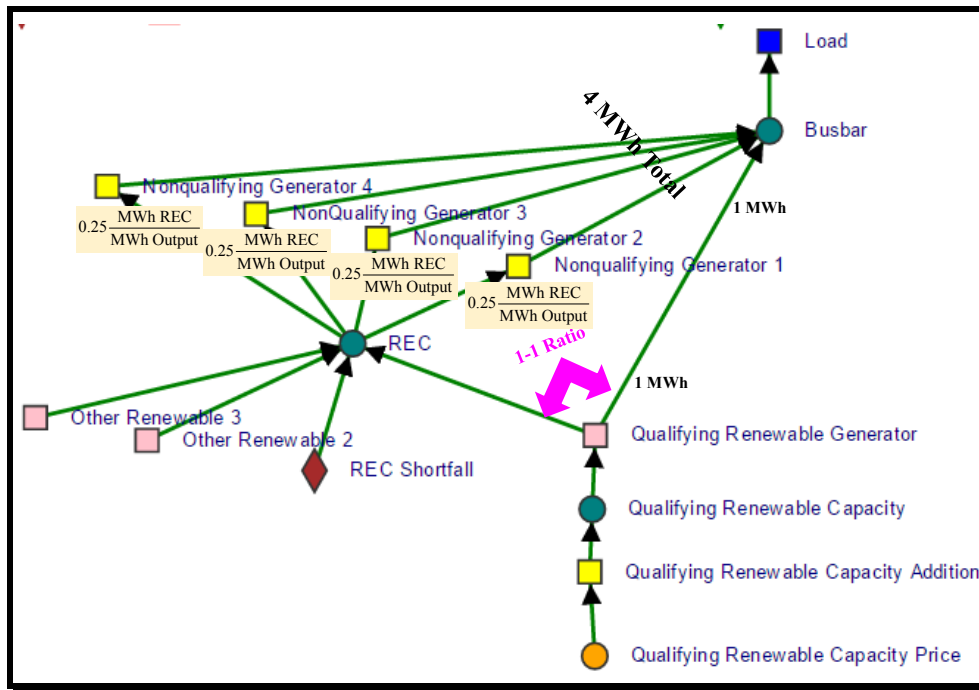 Load
Busbar
4 MWh Total
1 MWh
Nonqualifying Generator 4
NonQualifying Generator 3
Nonqualifying Generator 2
Nonqualifying Generator 1
0.25 MWh REC
MWh Output
0.25 MWh REC
MWh Output
0.25 MWh REC
MWh Output
0.25 MWh REC
MWh Output
REC
1-1 Ratio
1 MWh
Other Renewable 3
Other Renewable 2
REC Shortfall
Qualifying Renewable Generator
Qualifying Renewable Capacity
Qualifying Renewable Capacity Addition
Qualifying Renewable Capacity Price